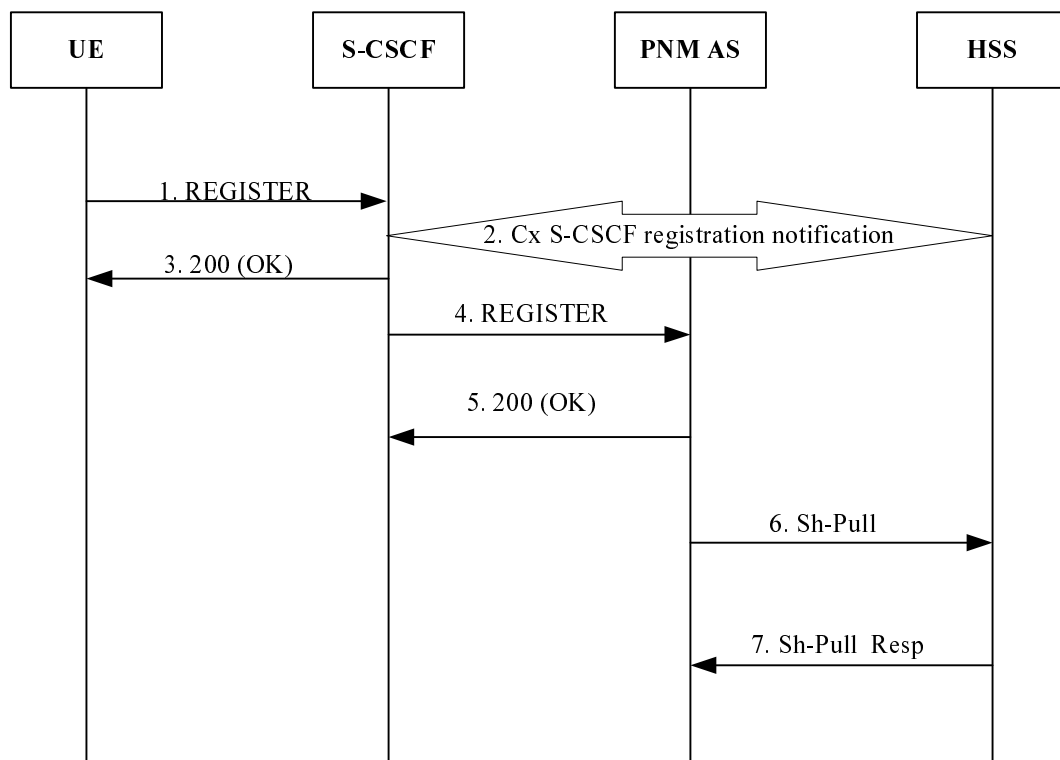 UE
S-CSCF
PNM AS
HSS
1. REGISTER
2. Cx S-CSCF registration notification
3. 200 (OK)
4. REGISTER
5. 200 (OK)
6. Sh-Pull
7. Sh-Pull Resp